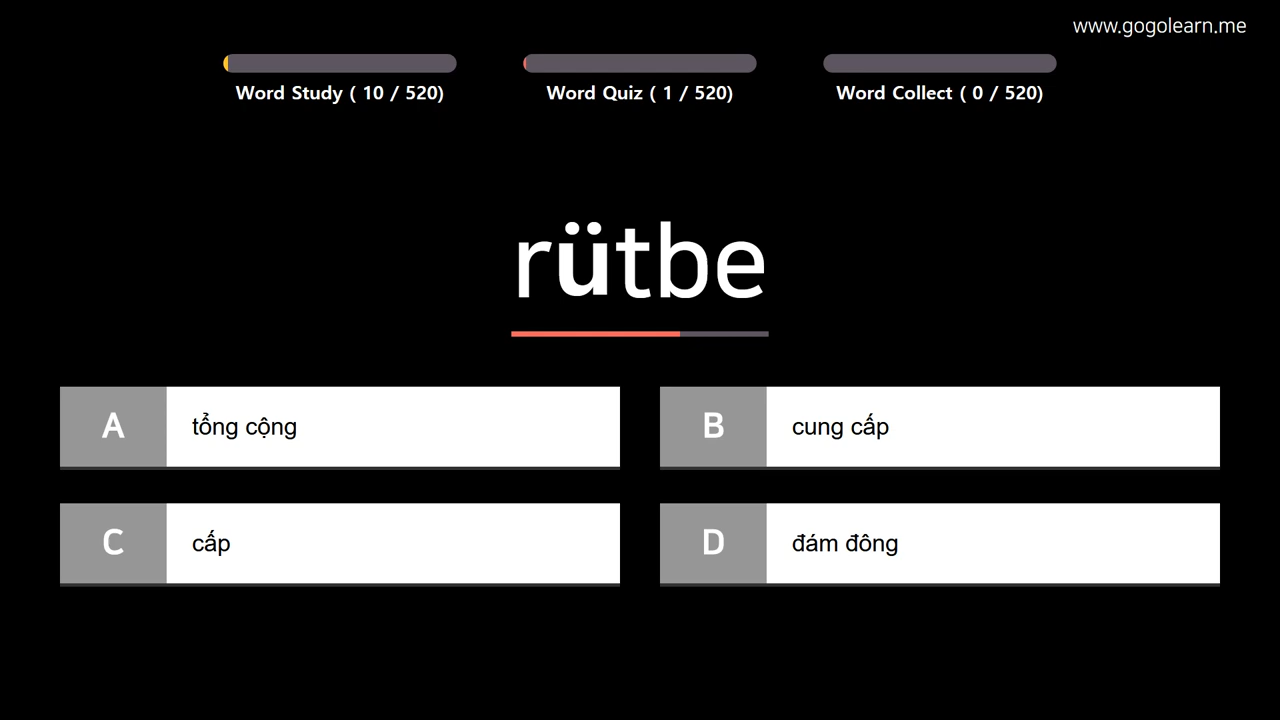 www.gogolearn.me
Word Study ( 10 / 520)
Word Quiz ( 1 / 520)
Word Collect ( 0 / 520)
rütbe
A
tổng cộng
B
cung cấp
C
cấp
D
đám đông